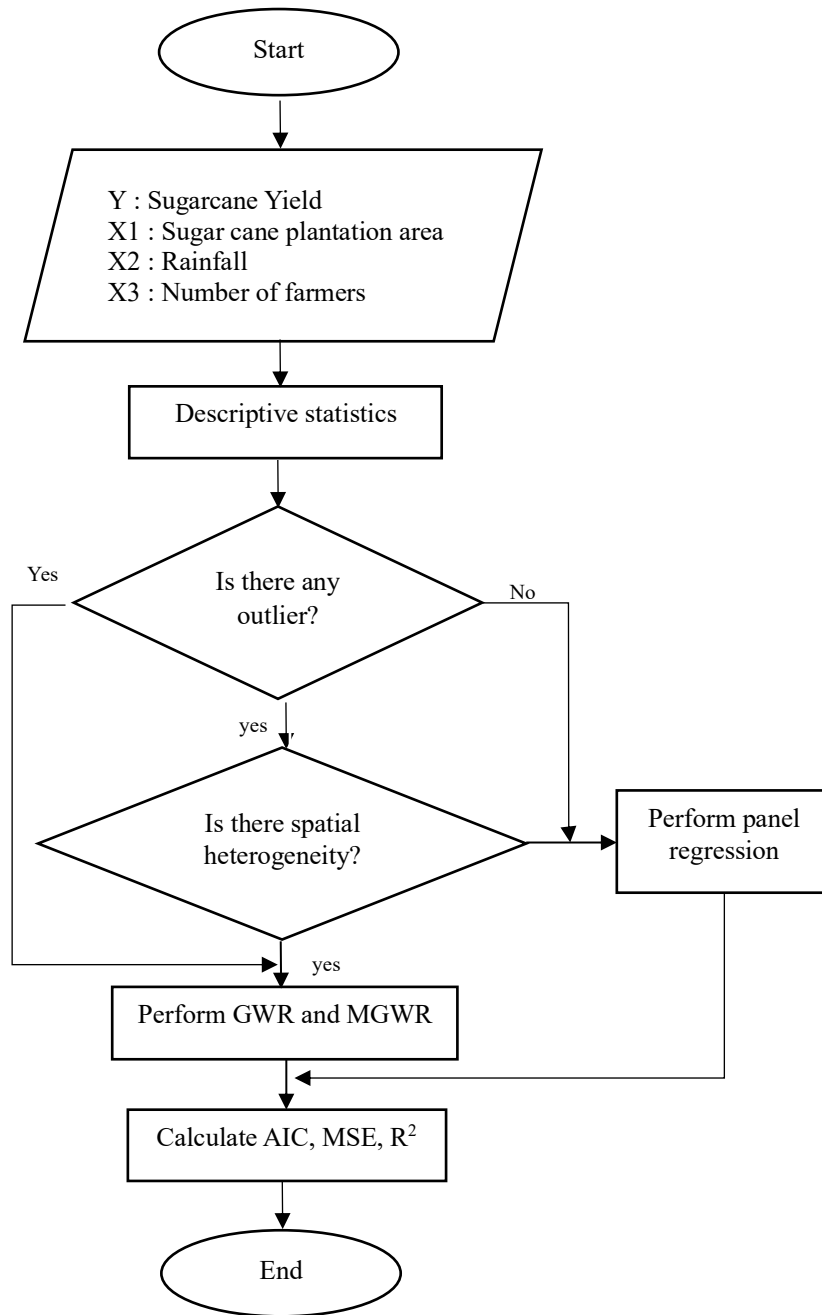 Start
Y : Sugarcane Yield
X1 : Sugar cane plantation area
X2 : Rainfall
X3 : Number of farmers
Descriptive statistics
Yes
Is there any
outlier?
No
yes
Is there spatial
heterogeneity?
Perform panel
regression
yes
Perform GWR and MGWR
Calculate AIC, MSE, R²
End